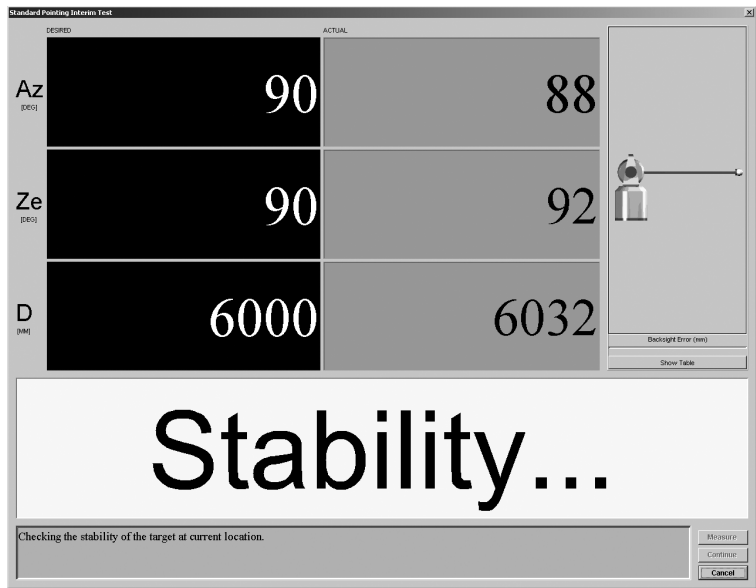 Standard Pointing Interim Test
DESIRED
ACTUAL
Az
[DEG]
90
88
Ze
[DEG]
90
92
D
[MM]
6000
6032
Backsight Error (mm)
Show Table
Stability...
Checking the stability of the target at current location.
Measure
Continue
Cancel